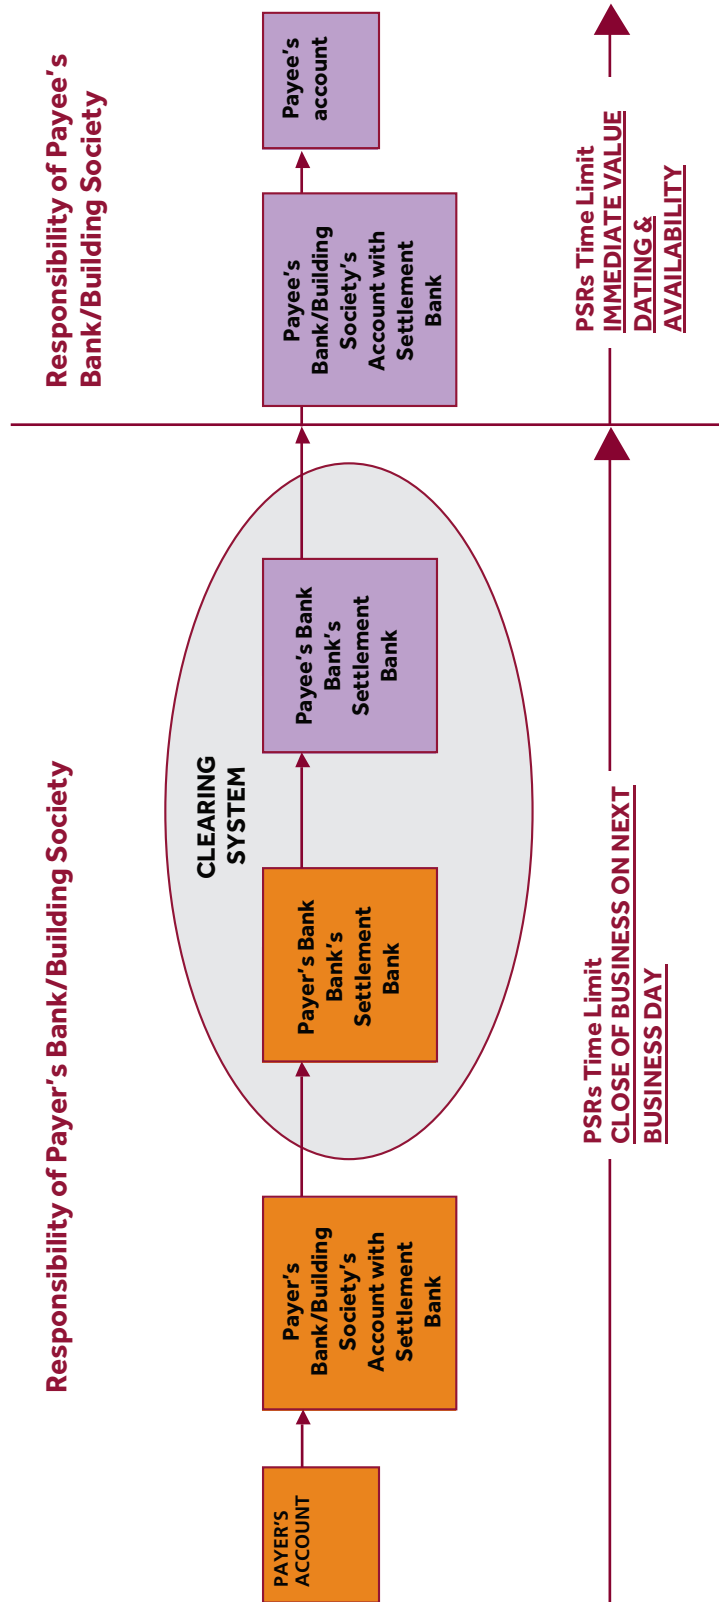 Responsibility of Payer's Bank/Building Society
Responsibility of Payee's
Bank/Building Society
PAYER'S
ACCOUNT
Payer's
Bank/Building
Society's
Account with
Settlement
Bank
CLEARING
SYSTEM
Payer's Bank
Bank's
Settlement
Bank
Payee's Bank
Bank's
Settlement
Bank
Payee's
Bank/Building
Society's
Account with
Settlement
Bank
Payee's
account
PSRs Time Limit
CLOSE OF BUSINESS ON NEXT
BUSINESS DAY
PSRs Time Limit
IMMEDIATE VALUE
DATING &
AVAILABILITY